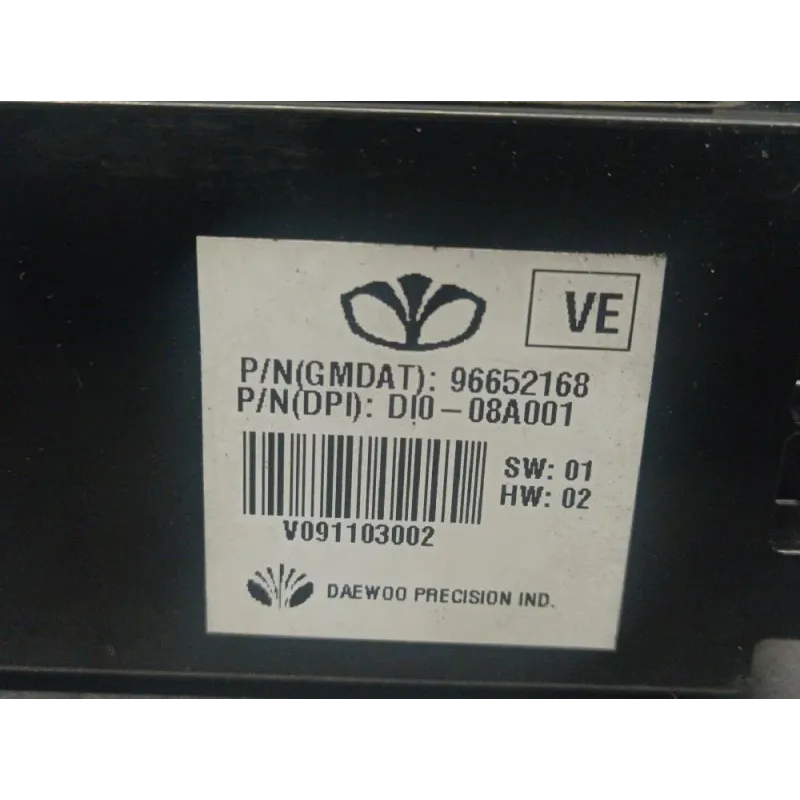 VE
P/N(GMDAT): 96652168
P/N(DPI): DI0-08A001
SW: 01
HW: 02
V091103002
DAEWOO PRECISION IND.